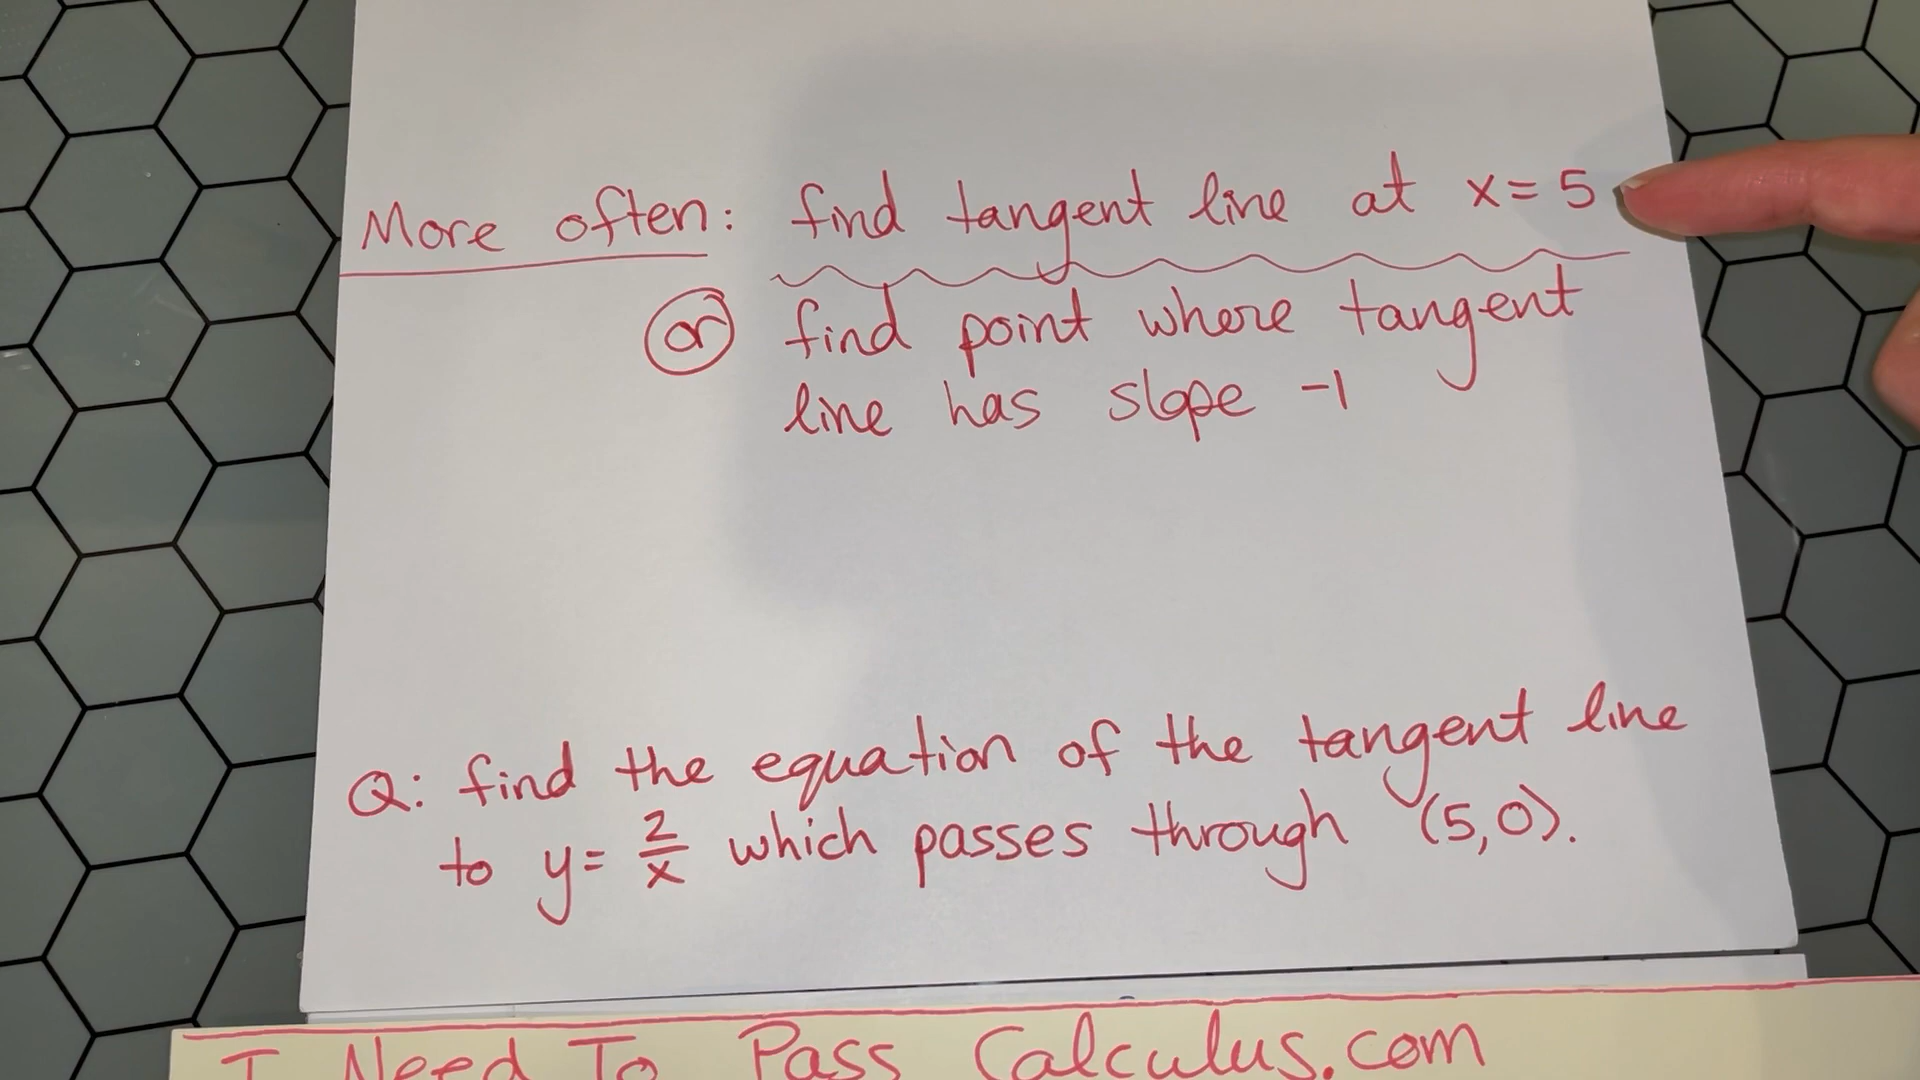 More often: find tangent line at x=5
or find point where tangent
line has slope -1
Q: find the equation of the tangent line
to y= 2/x which passes through (5,0).
I Need To Pass Calculus.com